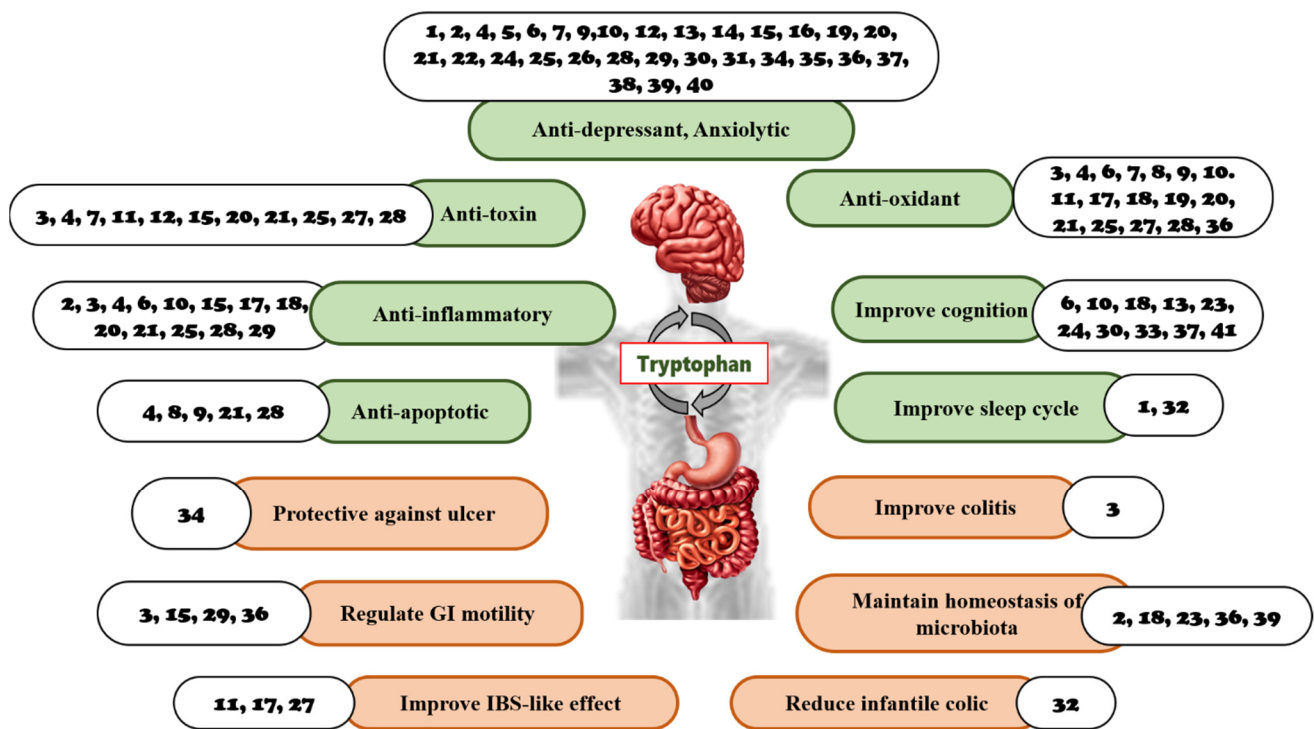 1, 2, 4, 5, 6, 7, 9,10, 12, 13, 14, 15, 16, 19, 20,
21, 22, 24, 25, 26, 28, 29, 30, 31, 34, 35, 36, 37,
38, 39, 40
Anti-depressant, Anxiolytic
3, 4, 7, 11, 12, 15, 20, 21, 25, 27, 28
Anti-toxin
Anti-oxidant
3, 4, 6, 7, 8, 9, 10.
11, 17, 18, 19, 20,
21, 25, 27, 28, 36
2, 3, 4, 6, 10, 15, 17, 18,
20, 21, 25, 28, 29
Anti-inflammatory
Improve cognition
6, 10, 18, 13, 23,
24, 30, 33, 37, 41
Tryptophan
4, 8, 9, 21, 28
Anti-apoptotic
Improve sleep cycle
1, 32
34
Protective against ulcer
Improve colitis
3
3, 15, 29, 36
Regulate GI motility
Maintain homeostasis of
microbiota
2, 18, 23, 36, 39
11, 17, 27
Improve IBS-like effect
Reduce infantile colic
32